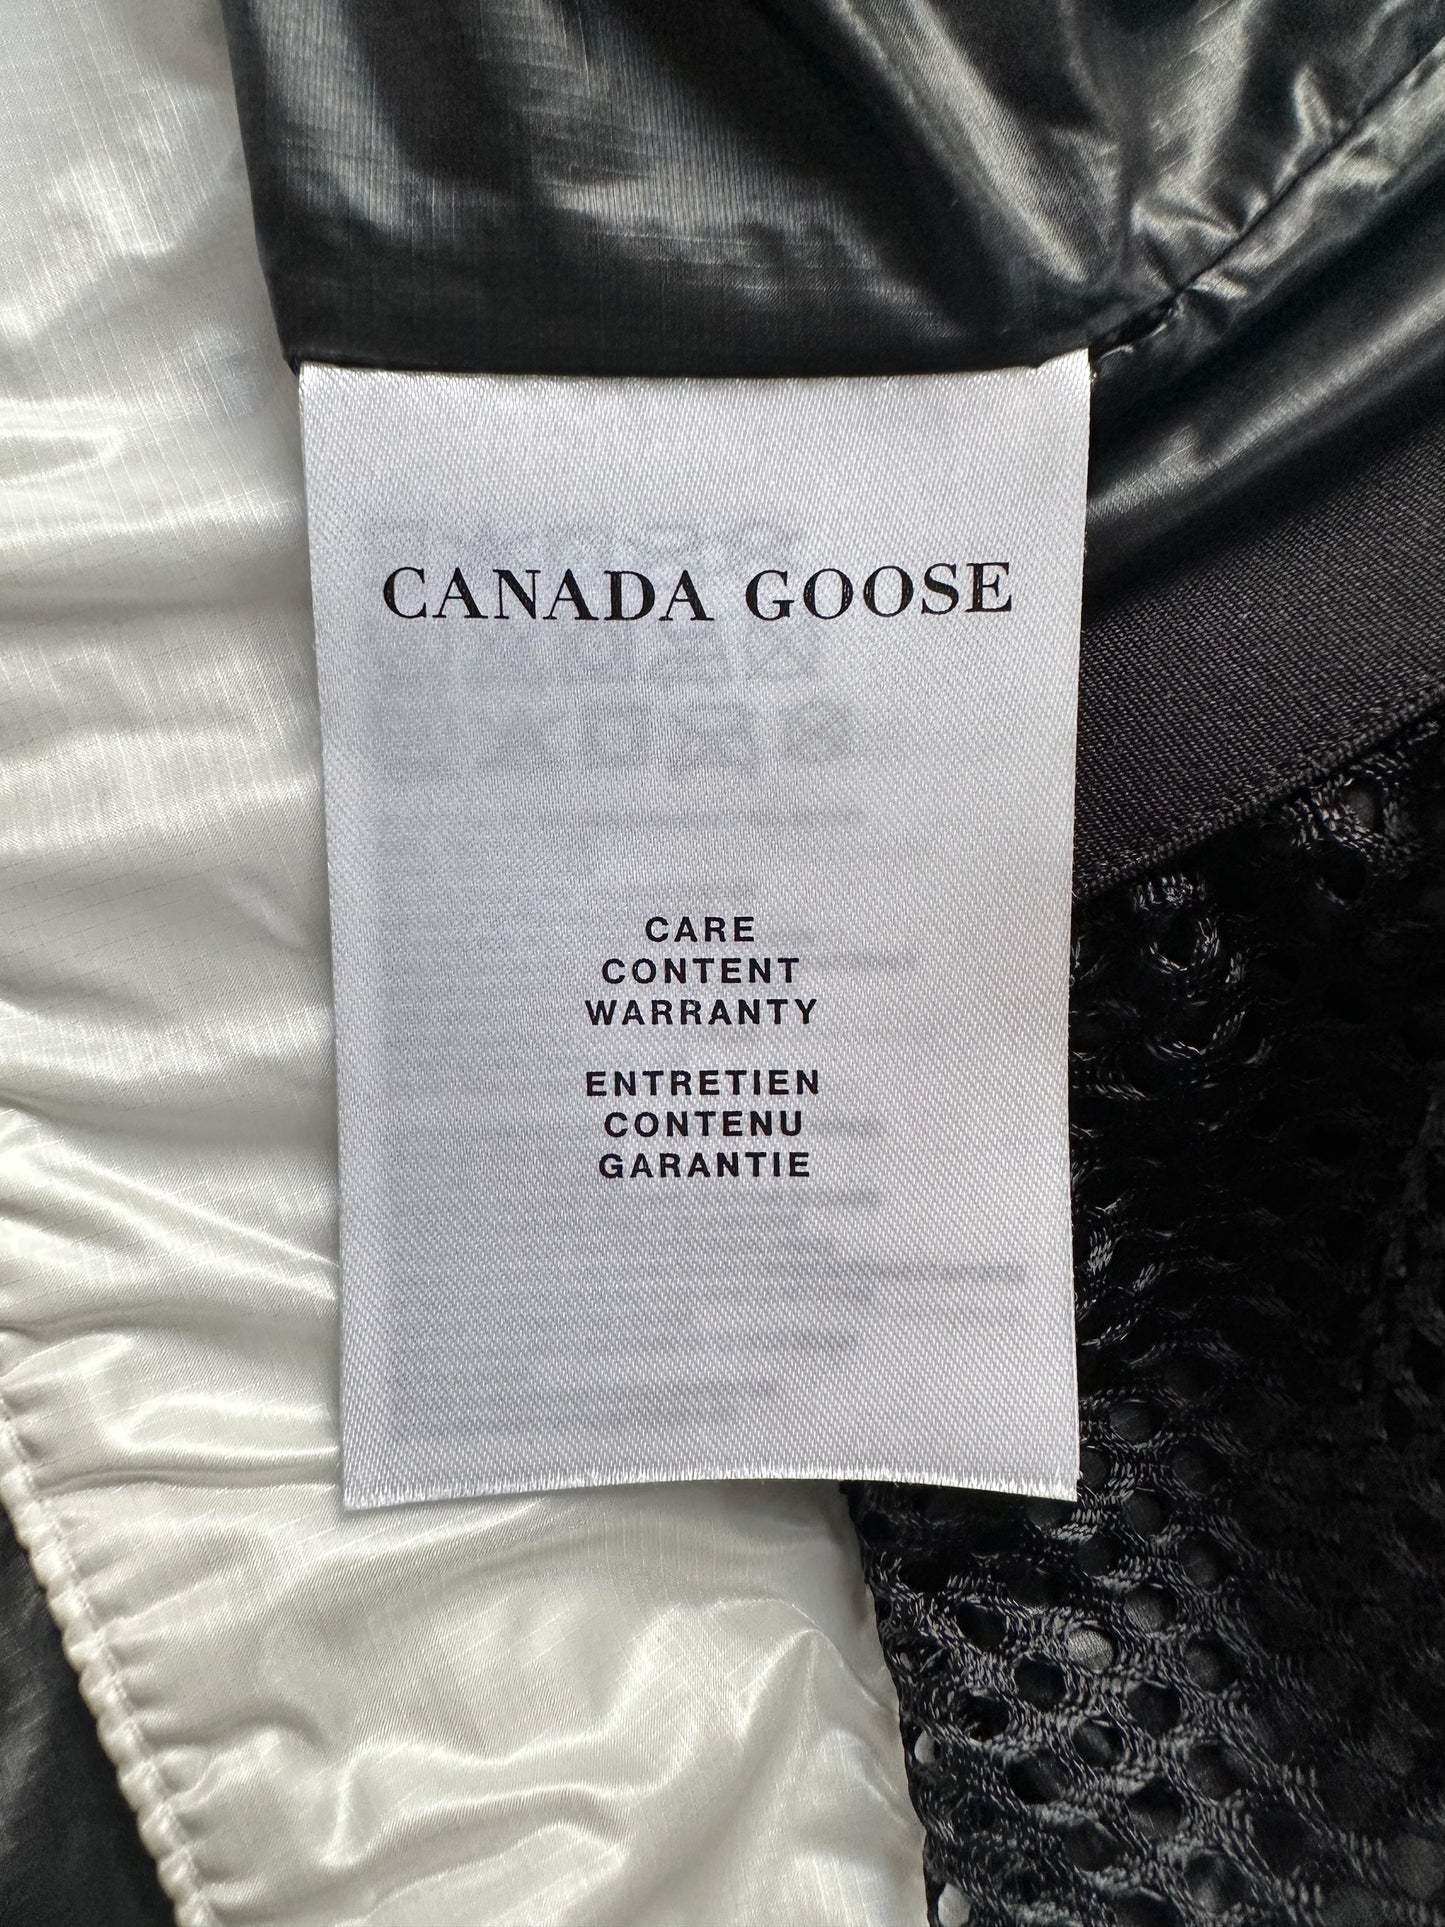 CANADA GOOSE
CARE
CONTENT
WARRANTY
ENTRETIEN
CONTENU
GARANTIE